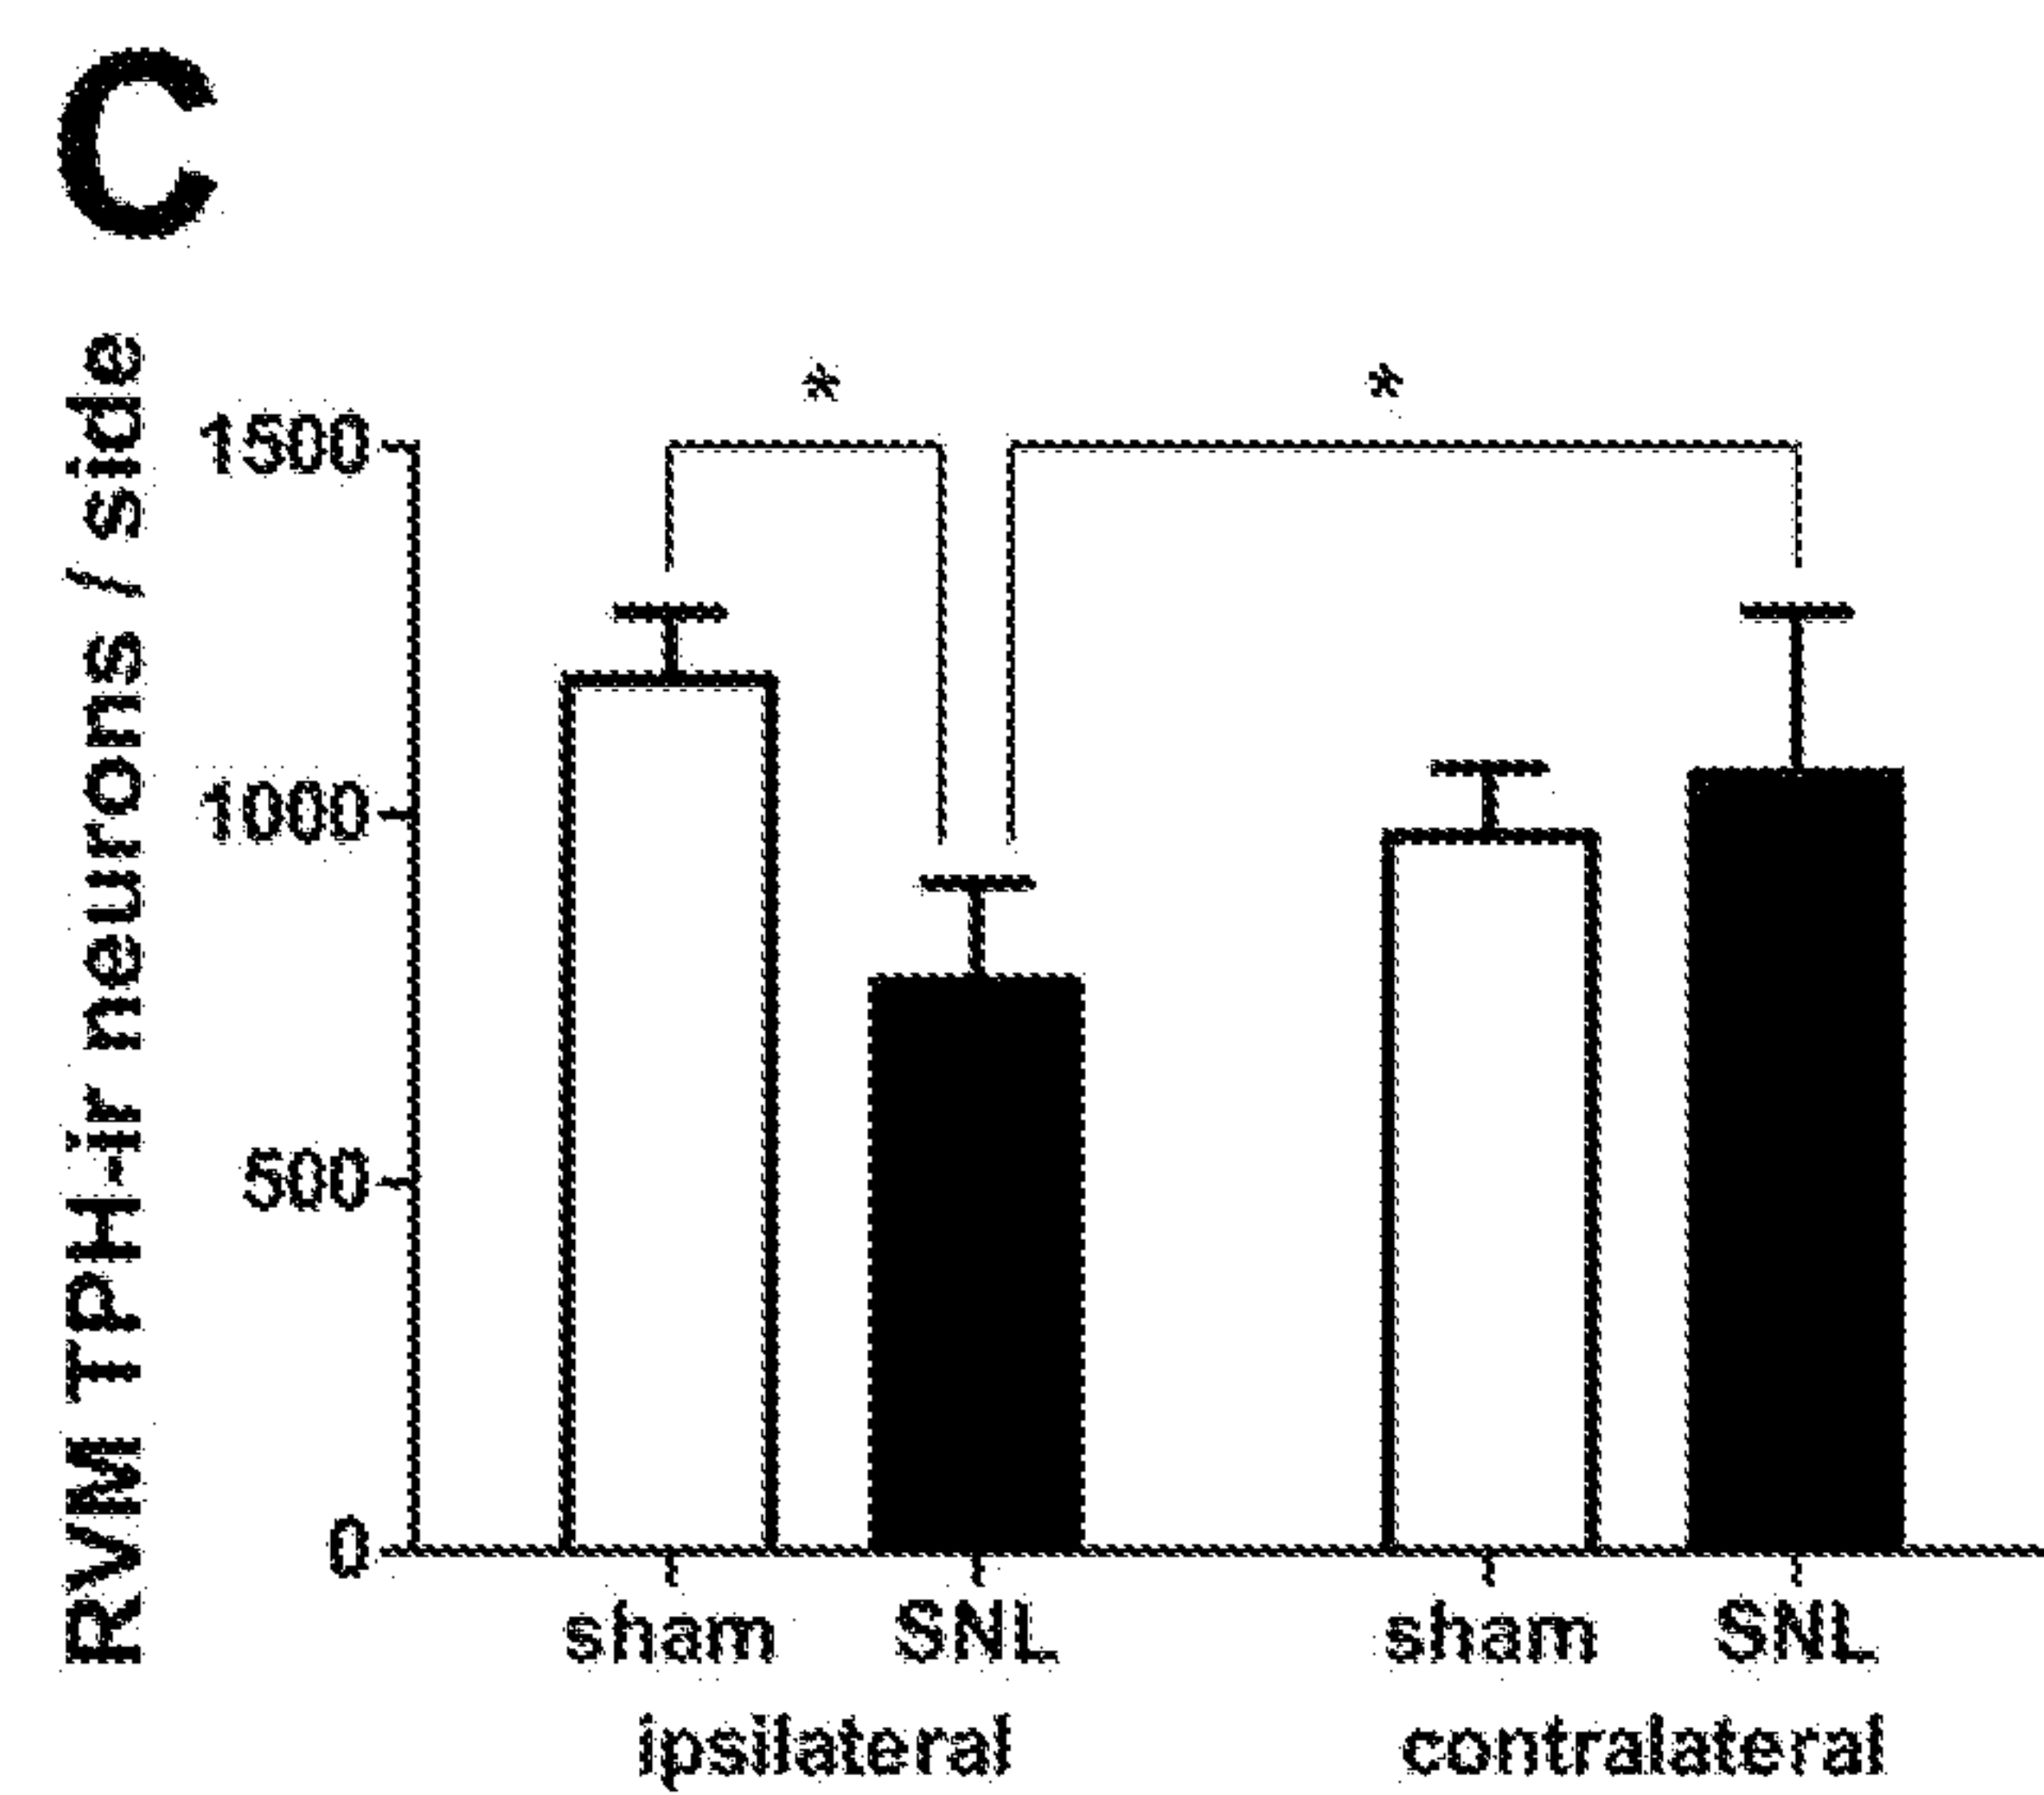 C
RVM TPH-ir neurons / side
* *
1500
1000
500
0
sham SNL sham SNL
ipsilateral contralateral